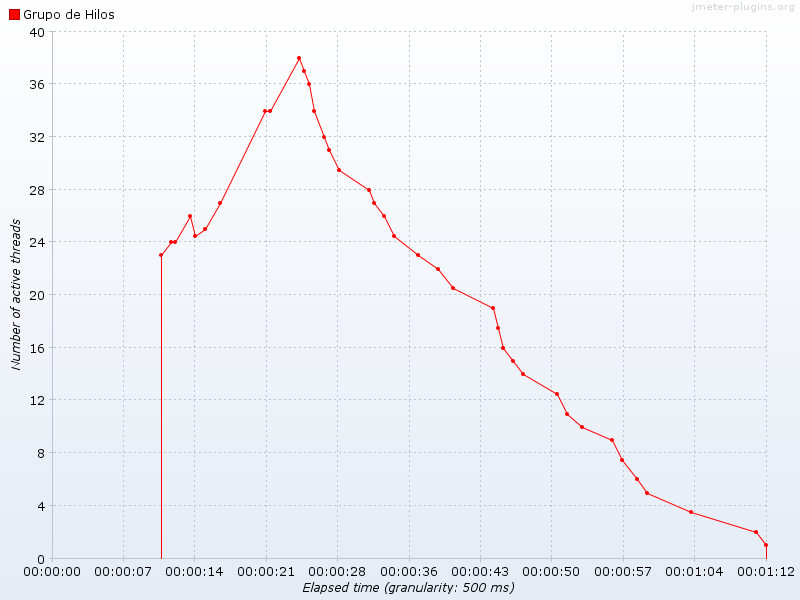 jmeter-plugins.org
Grupo de Hilos
40
36
32
28
24
20
16
12
8
4
0
Number of active threads
00:00:00 00:00:07 00:00:14 00:00:21 00:00:28 00:00:36 00:00:43 00:00:50 00:00:57 00:01:04 00:01:12
Elapsed time (granularity: 500 ms)